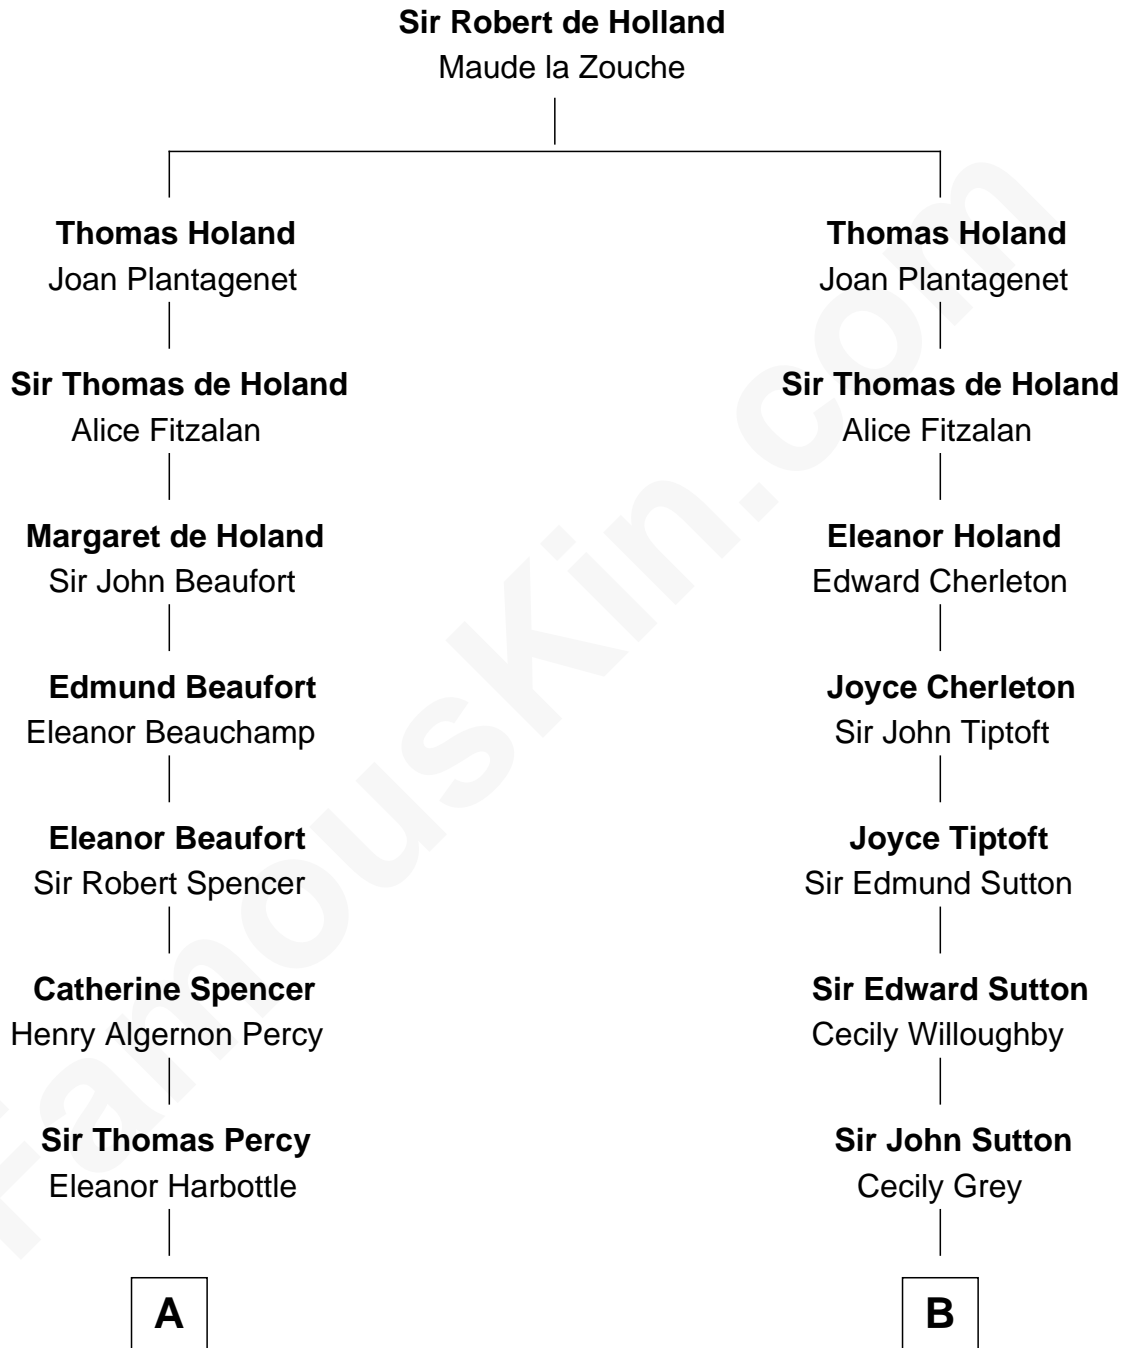 Sir Robert de Holland
Maude la Zouche
Thomas Holand
Joan Plantagenet
Sir Thomas de Holand
Alice Fitzalan
Margaret de Holand
Sir John Beaufort
Edmund Beaufort
Eleanor Beauchamp
Eleanor Beaufort
Sir Robert Spencer
Catherine Spencer
Henry Algernon Percy
Sir Thomas Percy
Eleanor Harbottle
A
Thomas Holand
Joan Plantagenet
Sir Thomas de Holand
Alice Fitzalan
Eleanor Holand
Edward Cherleton
Joyce Cherleton
Sir John Tiptoft
Joyce Tiptoft
Sir Edmund Sutton
Sir Edward Sutton
Cecily Willoughby
Sir John Sutton
Cecily Grey
B
FamousKin.com